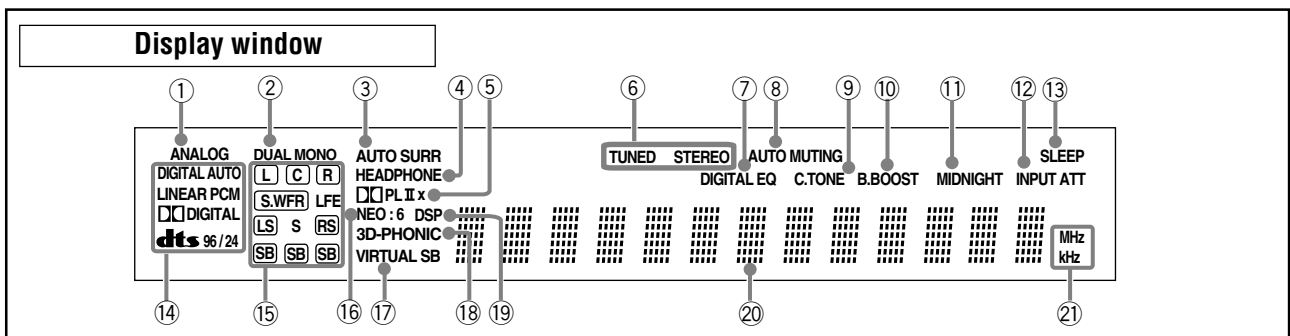 Display window
① ② ③ ④ ⑤ ⑥ ⑦ ⑧ ⑨ ⑩ ⑪ ⑫ ⑬
ANALOG DUAL MONO AUTO SURR TUNED STEREO AUTO MUTING SLEEP
DIGITAL AUTO L C R HEADPHONE DIGITAL EQ C.TONE B.BOOST MIDNIGHT INPUT ATT
LINEAR PCM S.WFR LFE PL II x
DIGITAL NEO : 6 DSP
dts 96 / 24 LS S RS 3D-PHONIC MHz
SB SB SB VIRTUAL SB kHz
⑭ ⑮ ⑯ ⑰ ⑱ ⑲ ⑳ ㉑